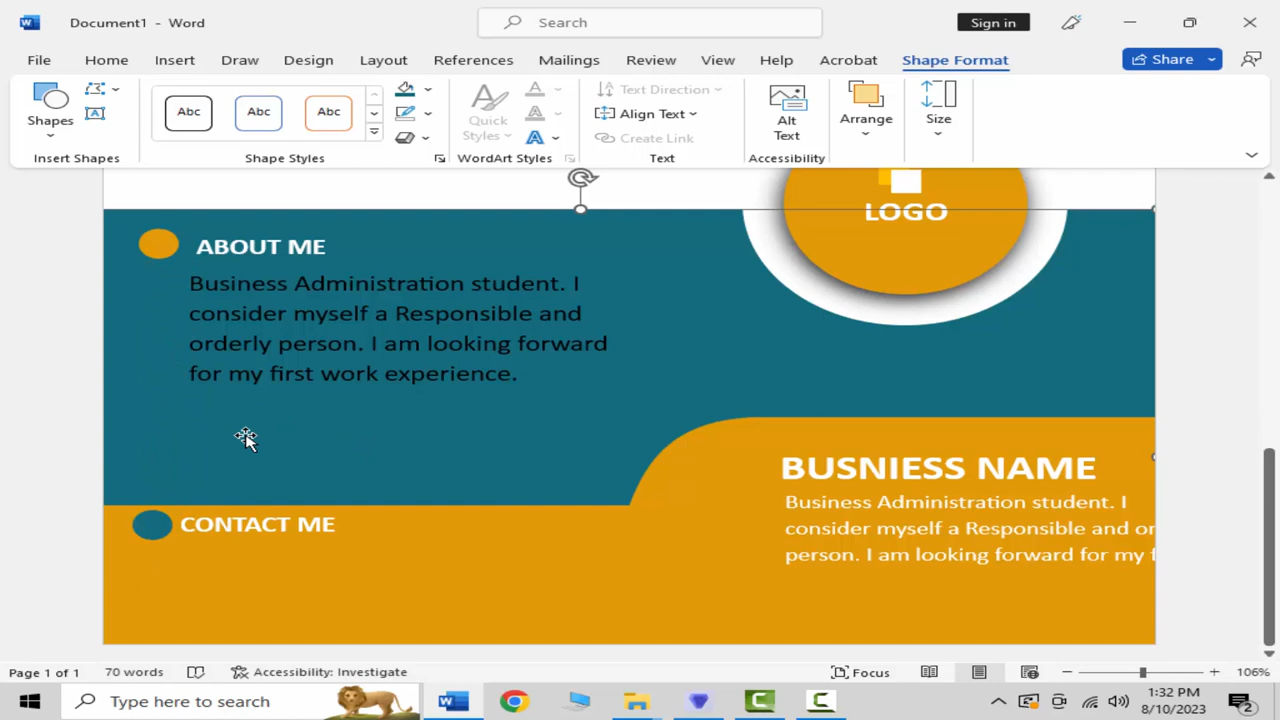 Document1 - Word
Search
Sign in
File Home Insert Draw Design Layout References Mailings Review View Help Acrobat Shape Format
Share
Shapes
Abc Abc Abc
Quick Styles
Text Direction
Align Text
Create Link
Alt Text
Arrange
Size
Insert Shapes Shape Styles WordArt Styles Text Accessibility
LOGO
ABOUT ME
Business Administration student. I
consider myself a Responsible and
orderly person. I am looking forward
for my first work experience.
BUSNIESS NAME
Business Administration student. I
consider myself a Responsible and or
person. I am looking forward for my f
CONTACT ME
Page 1 of 1 70 words Accessibility: Investigate Focus 106%
Type here to search
1:32 PM
8/10/2023
2